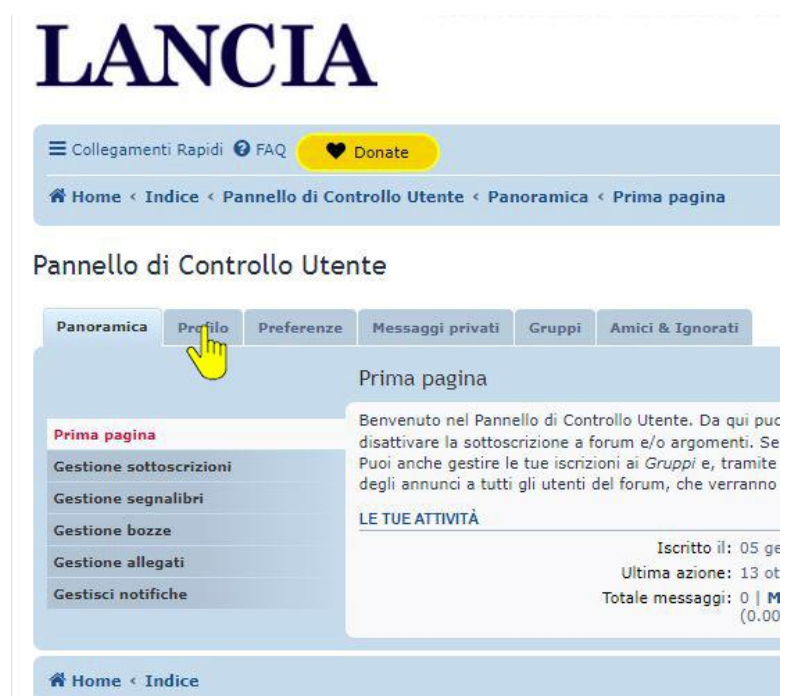 LANCIA
Collegamenti Rapidi FAQ Donate
Home ‹ Indice ‹ Pannello di Controllo Utente ‹ Panoramica ‹ Prima pagina
Pannello di Controllo Utente
Panoramica Profilo Preferenze Messaggi privati Gruppi Amici & Ignorati
Prima pagina
Benvenuto nel Pannello di Controllo Utente. Da qui puo
disattivare la sottoscrizione a forum e/o argomenti. Se
Puoi anche gestire le tue iscrizioni ai Gruppi e, tramite
degli annunci a tutti gli utenti del forum, che verranno
LE TUE ATTIVITÀ
Iscritto il: 05 ge
Ultima azione: 13 ot
Totale messaggi: 0 | M
(0.00
Prima pagina
Gestione sottoscrizioni
Gestione segnalibri
Gestione bozze
Gestione allegati
Gestisci notifiche
Home ‹ Indice